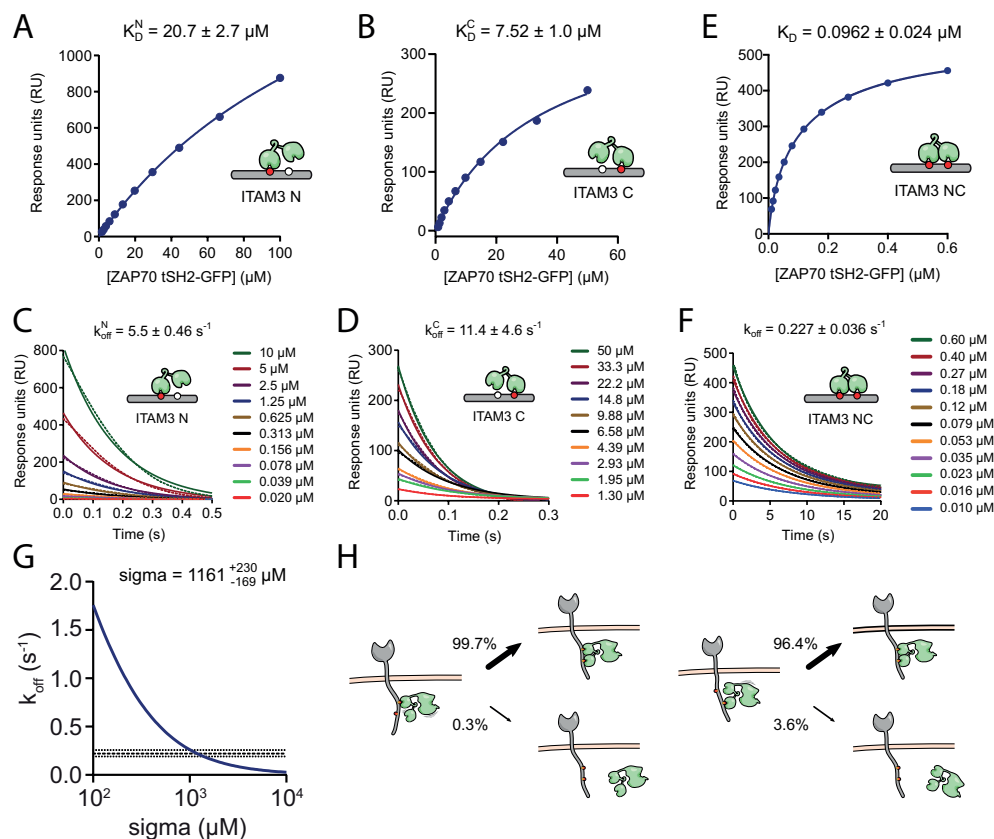 A
K_D^N = 20.7 ± 2.7 µM
Response units (RU)
1000
800
600
400
200
0
0 20 40 60 80 100
[ZAP70 tSH2-GFP] (µM)
ITAM3 N
B
K_D^C = 7.52 ± 1.0 µM
Response units (RU)
300
200
100
0
0 20 40 60
[ZAP70 tSH2-GFP] (µM)
ITAM3 C
E
K_D = 0.0962 ± 0.024 µM
Response units (RU)
500
400
300
200
100
0
0.0 0.2 0.4 0.6
[ZAP70 tSH2-GFP] (µM)
ITAM3 NC
C
k_off^N = 5.5 ± 0.46 s⁻¹
Response units (RU)
800
600
400
200
0
0.0 0.1 0.2 0.3 0.4 0.5
Time (s)
ITAM3 N
10 µM
5 µM
2.5 µM
1.25 µM
0.625 µM
0.313 µM
0.156 µM
0.078 µM
0.039 µM
0.020 µM
D
k_off^C = 11.4 ± 4.6 s⁻¹
Response units (RU)
300
200
100
0
0.0 0.1 0.2 0.3
Time (s)
ITAM3 C
50 µM
33.3 µM
22.2 µM
14.8 µM
9.88 µM
6.58 µM
4.39 µM
2.93 µM
1.95 µM
1.30 µM
F
k_off = 0.227 ± 0.036 s⁻¹
Response units (RU)
500
400
300
200
100
0
0 5 10 15 20
Time (s)
ITAM3 NC
0.60 µM
0.40 µM
0.27 µM
0.18 µM
0.12 µM
0.079 µM
0.053 µM
0.035 µM
0.023 µM
0.016 µM
0.010 µM
G
sigma = 1161 +230 -169 µM
k_off (s⁻¹)
2.0
1.5
1.0
0.5
0.0
10² 10³ 10⁴
sigma (µM)
H
99.7%
0.3%
96.4%
3.6%